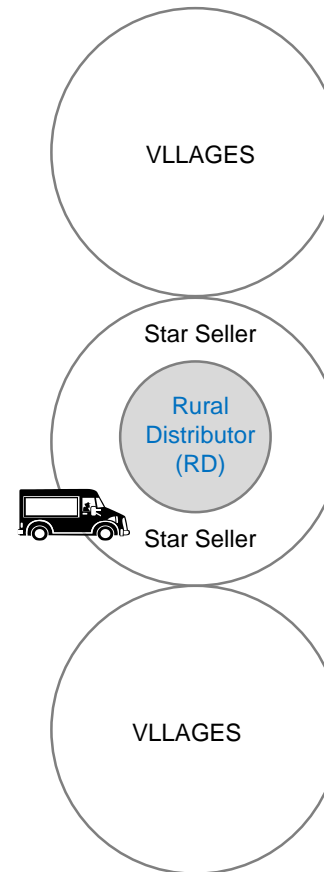 VLLAGES
Star Seller
Rural
Distributor
(RD)
Star Seller
VLLAGES